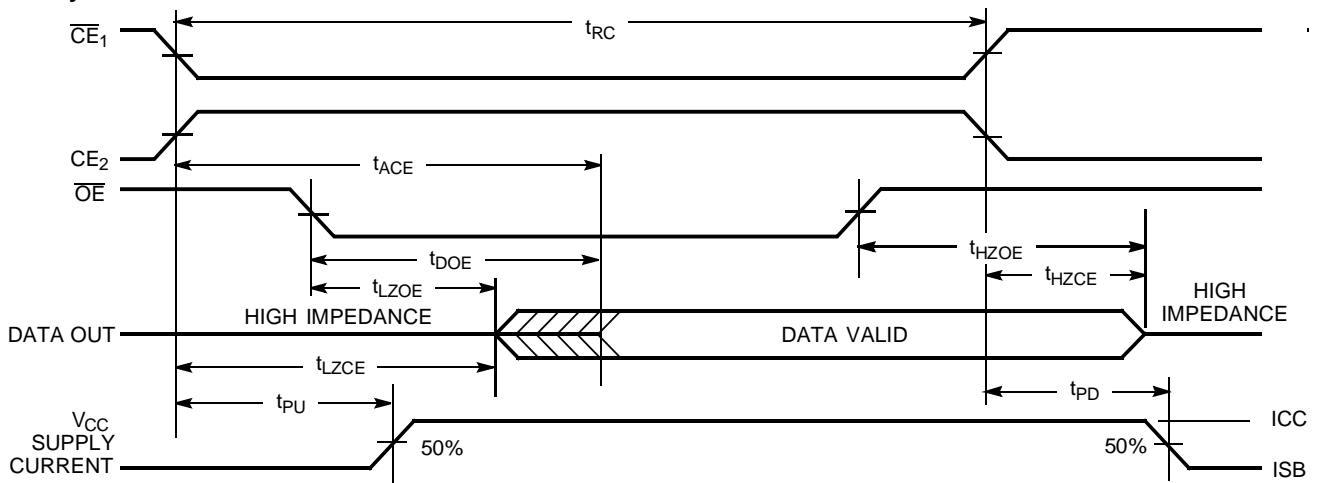 CE1
tRC
CE2
tACE
OE
tHZOE
tDOE
tHZCE
tLZOE
HIGH IMPEDANCE
HIGH
IMPEDANCE
DATA OUT
DATA VALID
tLZCE
tPU
tPD
VCC
SUPPLY
CURRENT
50%
50%
ICC
ISB